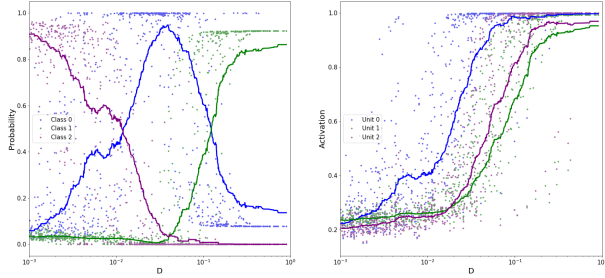 1.0
0.8
0.6
0.4
0.2
0.0
Probability
Class 0
Class 1
Class 2
10⁻³
10⁻²
10⁻¹
10⁰
D
1.0
0.8
0.6
0.4
0.2
Activation
Unit 0
Unit 1
Unit 2
10⁻³
10⁻²
10⁻¹
10⁰
D